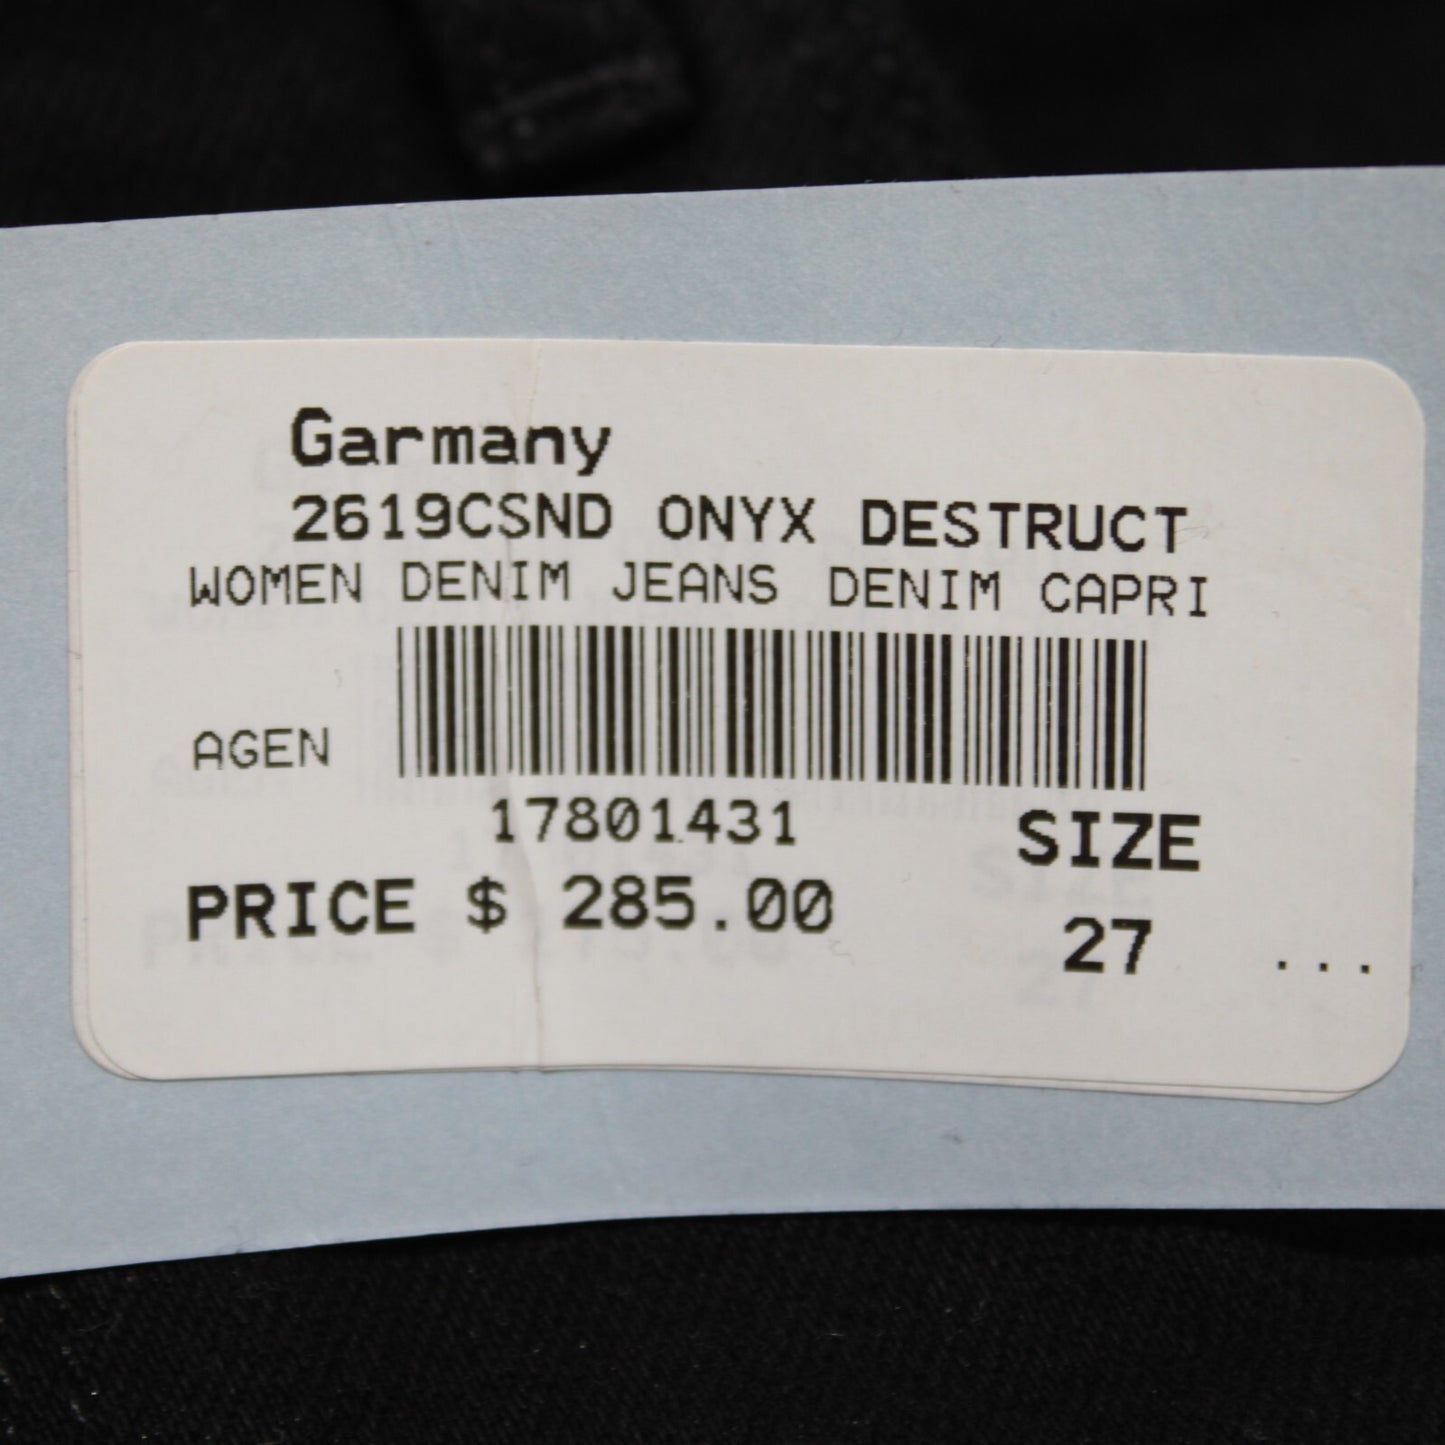 Garmany
2619CSND ONYX DESTRUCT
WOMEN DENIM JEANS DENIM CAPRI
AGEN
17801431
SIZE
PRICE $ 285.00
27 ...